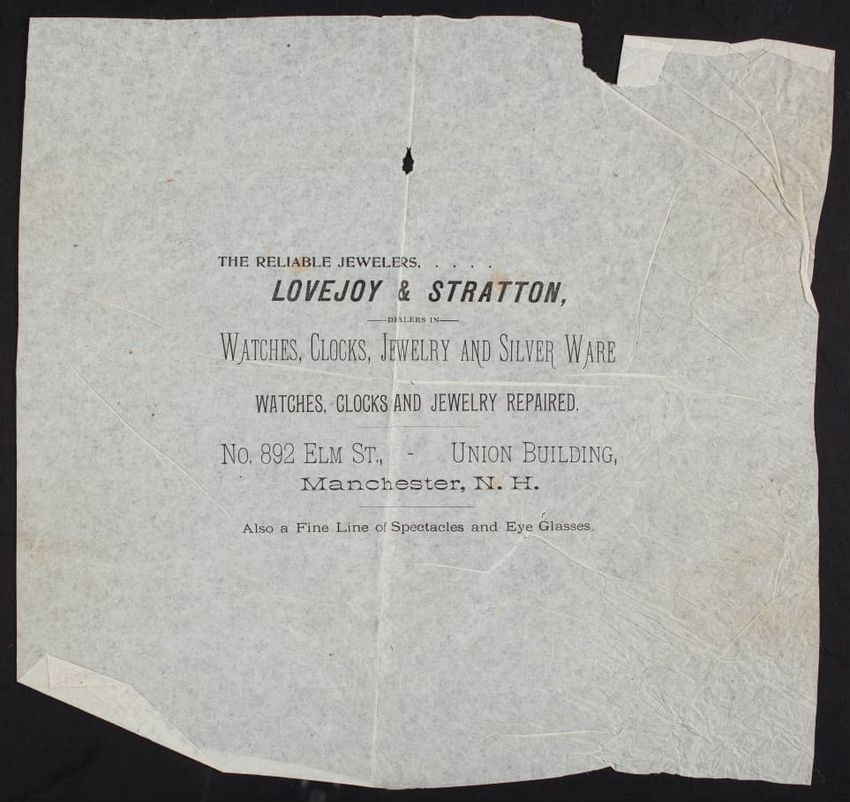 THE RELIABLE JEWELERS, . . . .
LOVEJOY & STRATTON,
DEALERS IN
WATCHES, CLOCKS, JEWELRY AND SILVER WARE
WATCHES, CLOCKS AND JEWELRY REPAIRED.
No. 892 ELM ST., - UNION BUILDING,
Manchester, N. H.
Also a Fine Line of Spectacles and Eye Glasses.